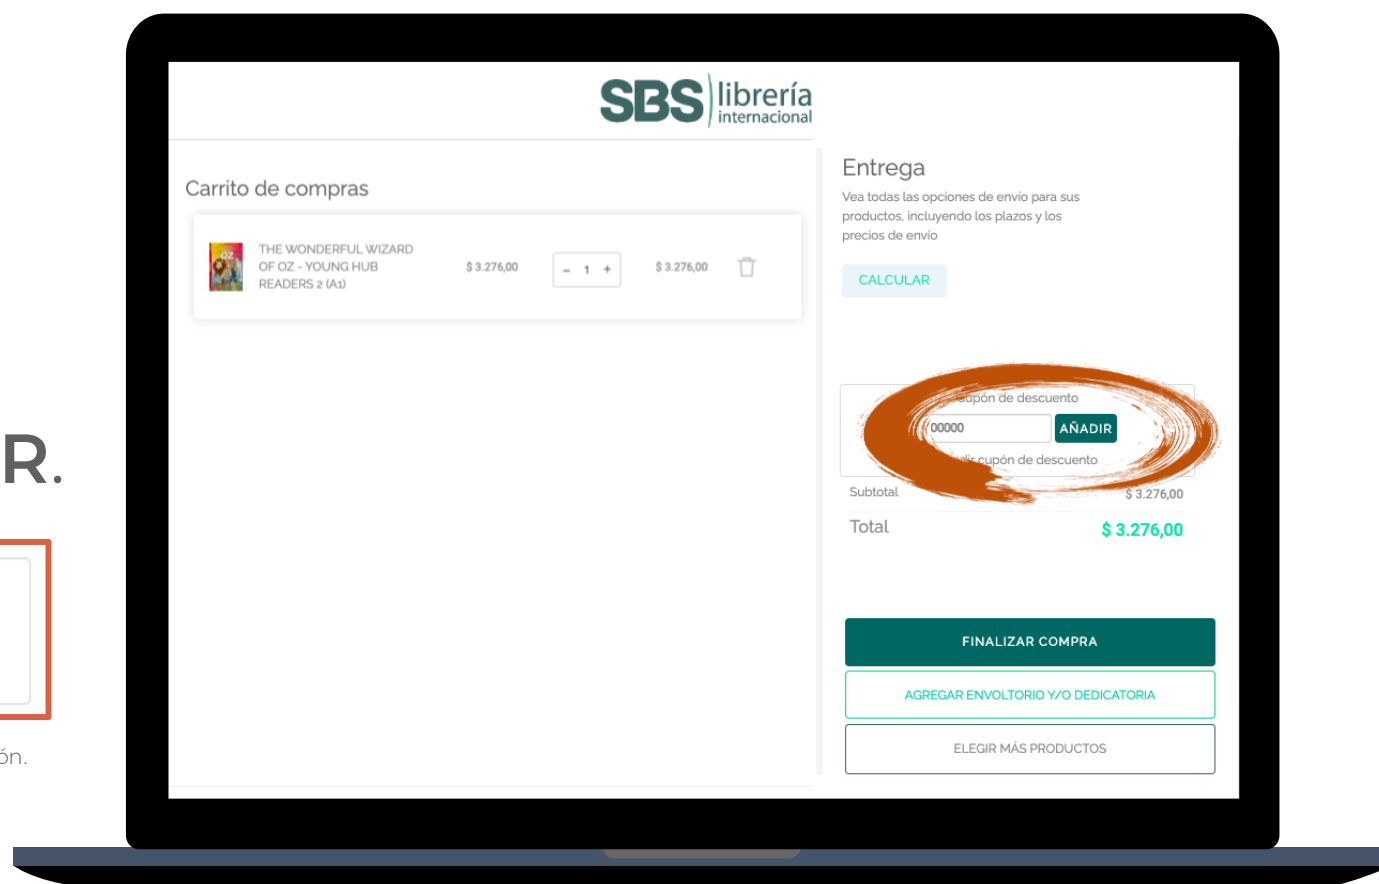 SBS librería
internacional
Carrito de compras
THE WONDERFUL WIZARD
OF OZ - YOUNG HUB
READERS 2 (A1)
$ 3.276,00
- 1 +
$ 3.276,00
Entrega
Vea todas las opciones de envío para sus
productos, incluyendo los plazos y los
precios de envío
CALCULAR
cupón de descuento
00000
AÑADIR
cupón de descuento
Subtotal
$ 3.276,00
Total
$ 3.276,00
FINALIZAR COMPRA
AGREGAR ENVOLTORIO Y/O DEDICATORIA
ELEGIR MÁS PRODUCTOS
R.
ón.